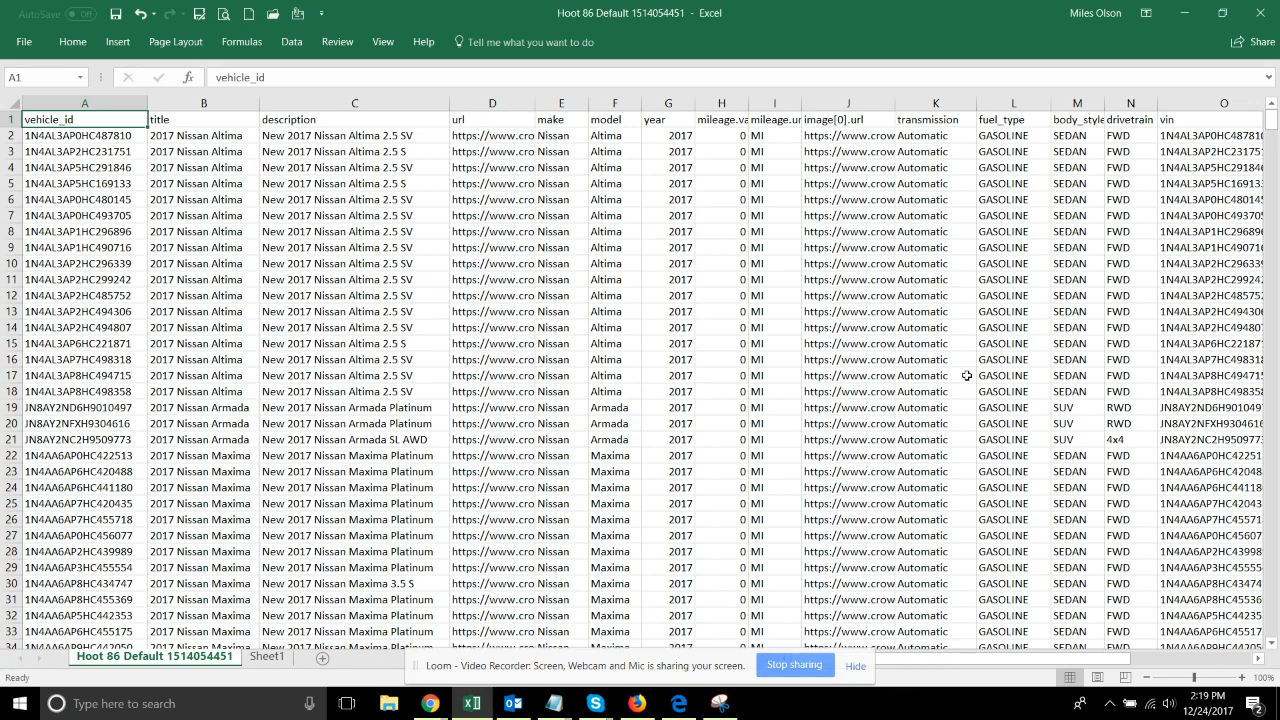 AutoSave Off
Hoot 86 Default 1514054451 - Excel
Miles Olson
File Home Insert Page Layout Formulas Data Review View Help Tell me what you want to do Share
A1 fx vehicle_id
A B C D E F G H I J K L M N O
1 vehicle_id title description url make model year mileage.va mileage.ur image[0].url transmission fuel_type body_style drivetrain vin
2 1N4AL3AP0HC487810 2017 Nissan Altima New 2017 Nissan Altima 2.5 SV https://www.cro Nissan Altima 2017 0 MI https://www.crow Automatic GASOLINE SEDAN FWD 1N4AL3AP0HC487810
3 1N4AL3AP2HC231751 2017 Nissan Altima New 2017 Nissan Altima 2.5 S https://www.cro Nissan Altima 2017 0 MI https://www.crow Automatic GASOLINE SEDAN FWD 1N4AL3AP2HC23175
4 1N4AL3AP5HC291846 2017 Nissan Altima New 2017 Nissan Altima 2.5 SV https://www.cro Nissan Altima 2017 0 MI https://www.crow Automatic GASOLINE SEDAN FWD 1N4AL3AP5HC291846
5 1N4AL3AP5HC169133 2017 Nissan Altima New 2017 Nissan Altima 2.5 S https://www.cro Nissan Altima 2017 0 MI https://www.crow Automatic GASOLINE SEDAN FWD 1N4AL3AP5HC169133
6 1N4AL3AP0HC480145 2017 Nissan Altima New 2017 Nissan Altima 2.5 SV https://www.cro Nissan Altima 2017 0 MI https://www.crow Automatic GASOLINE SEDAN FWD 1N4AL3AP0HC48014
7 1N4AL3AP0HC493705 2017 Nissan Altima New 2017 Nissan Altima 2.5 SV https://www.cro Nissan Altima 2017 0 MI https://www.crow Automatic GASOLINE SEDAN FWD 1N4AL3AP0HC49370
8 1N4AL3AP1HC296896 2017 Nissan Altima New 2017 Nissan Altima 2.5 SV https://www.cro Nissan Altima 2017 0 MI https://www.crow Automatic GASOLINE SEDAN FWD 1N4AL3AP1HC29689
9 1N4AL3AP1HC490716 2017 Nissan Altima New 2017 Nissan Altima 2.5 SV https://www.cro Nissan Altima 2017 0 MI https://www.crow Automatic GASOLINE SEDAN FWD 1N4AL3AP1HC490716
10 1N4AL3AP2HC296339 2017 Nissan Altima New 2017 Nissan Altima 2.5 SV https://www.cro Nissan Altima 2017 0 MI https://www.crow Automatic GASOLINE SEDAN FWD 1N4AL3AP2HC29633
11 1N4AL3AP2HC299242 2017 Nissan Altima New 2017 Nissan Altima 2.5 SV https://www.cro Nissan Altima 2017 0 MI https://www.crow Automatic GASOLINE SEDAN FWD 1N4AL3AP2HC29924
12 1N4AL3AP2HC485752 2017 Nissan Altima New 2017 Nissan Altima 2.5 SV https://www.cro Nissan Altima 2017 0 MI https://www.crow Automatic GASOLINE SEDAN FWD 1N4AL3AP2HC48575
13 1N4AL3AP2HC494306 2017 Nissan Altima New 2017 Nissan Altima 2.5 SV https://www.cro Nissan Altima 2017 0 MI https://www.crow Automatic GASOLINE SEDAN FWD 1N4AL3AP2HC49430
14 1N4AL3AP2HC494807 2017 Nissan Altima New 2017 Nissan Altima 2.5 SV https://www.cro Nissan Altima 2017 0 MI https://www.crow Automatic GASOLINE SEDAN FWD 1N4AL3AP2HC49480
15 1N4AL3AP6HC221871 2017 Nissan Altima New 2017 Nissan Altima 2.5 S https://www.cro Nissan Altima 2017 0 MI https://www.crow Automatic GASOLINE SEDAN FWD 1N4AL3AP6HC22187
16 1N4AL3AP7HC498318 2017 Nissan Altima New 2017 Nissan Altima 2.5 SV https://www.cro Nissan Altima 2017 0 MI https://www.crow Automatic GASOLINE SEDAN FWD 1N4AL3AP7HC49831
17 1N4AL3AP8HC494715 2017 Nissan Altima New 2017 Nissan Altima 2.5 SV https://www.cro Nissan Altima 2017 0 MI https://www.crow Automatic GASOLINE SEDAN FWD 1N4AL3AP8HC49471
18 1N4AL3AP8HC498358 2017 Nissan Altima New 2017 Nissan Altima 2.5 SV https://www.cro Nissan Altima 2017 0 MI https://www.crow Automatic GASOLINE SEDAN FWD 1N4AL3AP8HC49835
19 JN8AY2ND6H9010497 2017 Nissan Armada New 2017 Nissan Armada Platinum https://www.cro Nissan Armada 2017 0 MI https://www.crow Automatic GASOLINE SUV RWD JN8AY2ND6H901049
20 JN8AY2NFXH9304616 2017 Nissan Armada New 2017 Nissan Armada Platinum https://www.cro Nissan Armada 2017 0 MI https://www.crow Automatic GASOLINE SUV RWD JN8AY2NFXH9304616
21 JN8AY2NC2H9509773 2017 Nissan Armada New 2017 Nissan Armada SL AWD https://www.cro Nissan Armada 2017 0 MI https://www.crow Automatic GASOLINE SUV 4x4 JN8AY2NC2H950977
22 1N4AA6AP0HC422513 2017 Nissan Maxima New 2017 Nissan Maxima Platinum https://www.cro Nissan Maxima 2017 0 MI https://www.crow Automatic GASOLINE SEDAN FWD 1N4AA6AP0HC42251
23 1N4AA6AP6HC420488 2017 Nissan Maxima New 2017 Nissan Maxima Platinum https://www.cro Nissan Maxima 2017 0 MI https://www.crow Automatic GASOLINE SEDAN FWD 1N4AA6AP6HC42048
24 1N4AA6AP6HC441180 2017 Nissan Maxima New 2017 Nissan Maxima Platinum https://www.cro Nissan Maxima 2017 0 MI https://www.crow Automatic GASOLINE SEDAN FWD 1N4AA6AP6HC44118
25 1N4AA6AP7HC420435 2017 Nissan Maxima New 2017 Nissan Maxima Platinum https://www.cro Nissan Maxima 2017 0 MI https://www.crow Automatic GASOLINE SEDAN FWD 1N4AA6AP7HC42043
26 1N4AA6AP7HC455718 2017 Nissan Maxima New 2017 Nissan Maxima Platinum https://www.cro Nissan Maxima 2017 0 MI https://www.crow Automatic GASOLINE SEDAN FWD 1N4AA6AP7HC45571
27 1N4AA6AP0HC456077 2017 Nissan Maxima New 2017 Nissan Maxima Platinum https://www.cro Nissan Maxima 2017 0 MI https://www.crow Automatic GASOLINE SEDAN FWD 1N4AA6AP0HC45607
28 1N4AA6AP2HC439989 2017 Nissan Maxima New 2017 Nissan Maxima Platinum https://www.cro Nissan Maxima 2017 0 MI https://www.crow Automatic GASOLINE SEDAN FWD 1N4AA6AP2HC43998
29 1N4AA6AP3HC455554 2017 Nissan Maxima New 2017 Nissan Maxima Platinum https://www.cro Nissan Maxima 2017 0 MI https://www.crow Automatic GASOLINE SEDAN FWD 1N4AA6AP3HC45555
30 1N4AA6AP8HC434747 2017 Nissan Maxima New 2017 Nissan Maxima 3.5 S https://www.cro Nissan Maxima 2017 0 MI https://www.crow Automatic GASOLINE SEDAN FWD 1N4AA6AP8HC43474
31 1N4AA6AP8HC455369 2017 Nissan Maxima New 2017 Nissan Maxima Platinum https://www.cro Nissan Maxima 2017 0 MI https://www.crow Automatic GASOLINE SEDAN FWD 1N4AA6AP8HC45536
32 1N4AA6AP5HC442353 2017 Nissan Maxima New 2017 Nissan Maxima Platinum https://www.cro Nissan Maxima 2017 0 MI https://www.crow Automatic GASOLINE SEDAN FWD 1N4AA6AP5HC44235
33 1N4AA6AP6HC455175 2017 Nissan Maxima New 2017 Nissan Maxima Platinum https://www.cro Nissan Maxima 2017 0 MI https://www.crow Automatic GASOLINE SEDAN FWD 1N4AA6AP6HC45517
Hoot 86 Default 1514054451 Sheet1
Loom - Video Recorder: Screen, Webcam and Mic is sharing your screen. Stop sharing Hide
Ready 100%
Type here to search
2:19 PM
12/24/2017